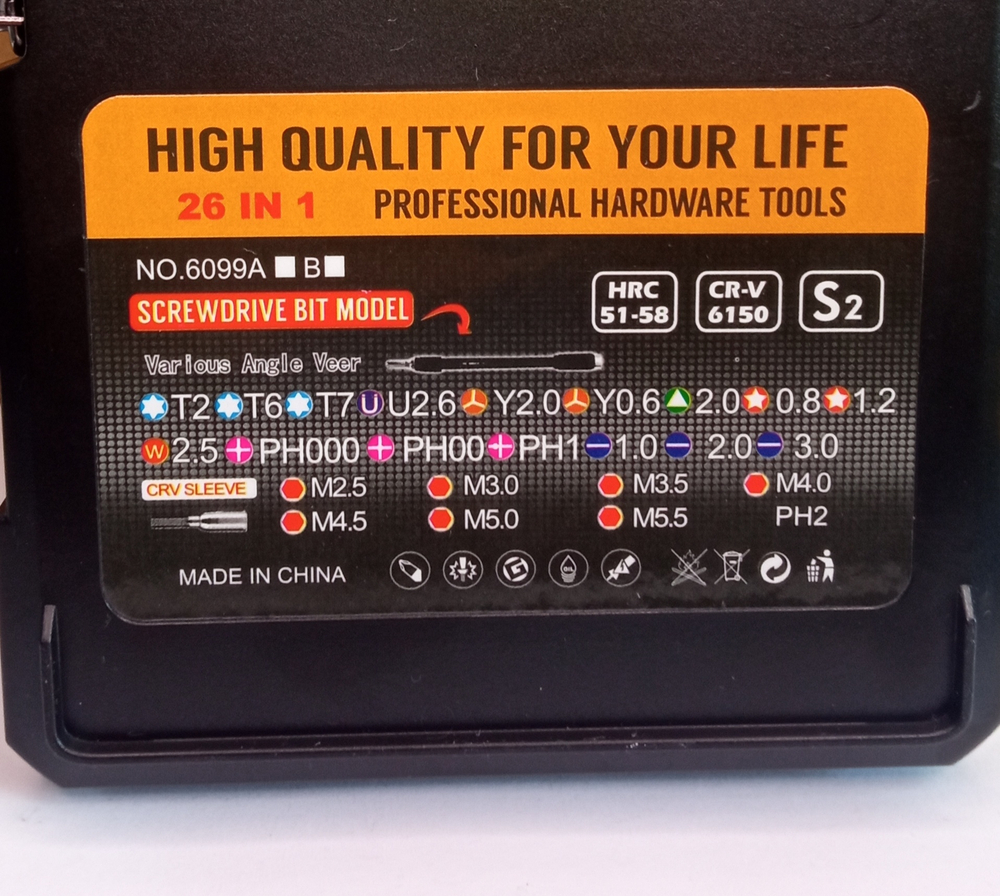 HIGH QUALITY FOR YOUR LIFE
26 IN 1 PROFESSIONAL HARDWARE TOOLS
NO.6099A B
SCREWDRIVE BIT MODEL
HRC 51-58
CR-V 6150
S2
Various Angle Veer
T2 T6 T7 U U2.6 Y2.0 Y0.6 2.0 0.8 1.2
W 2.5 PH000 PH00 PH1 1.0 2.0 3.0
CRV SLEEVE M2.5 M3.0 M3.5 M4.0
M4.5 M5.0 M5.5 PH2
MADE IN CHINA OIL